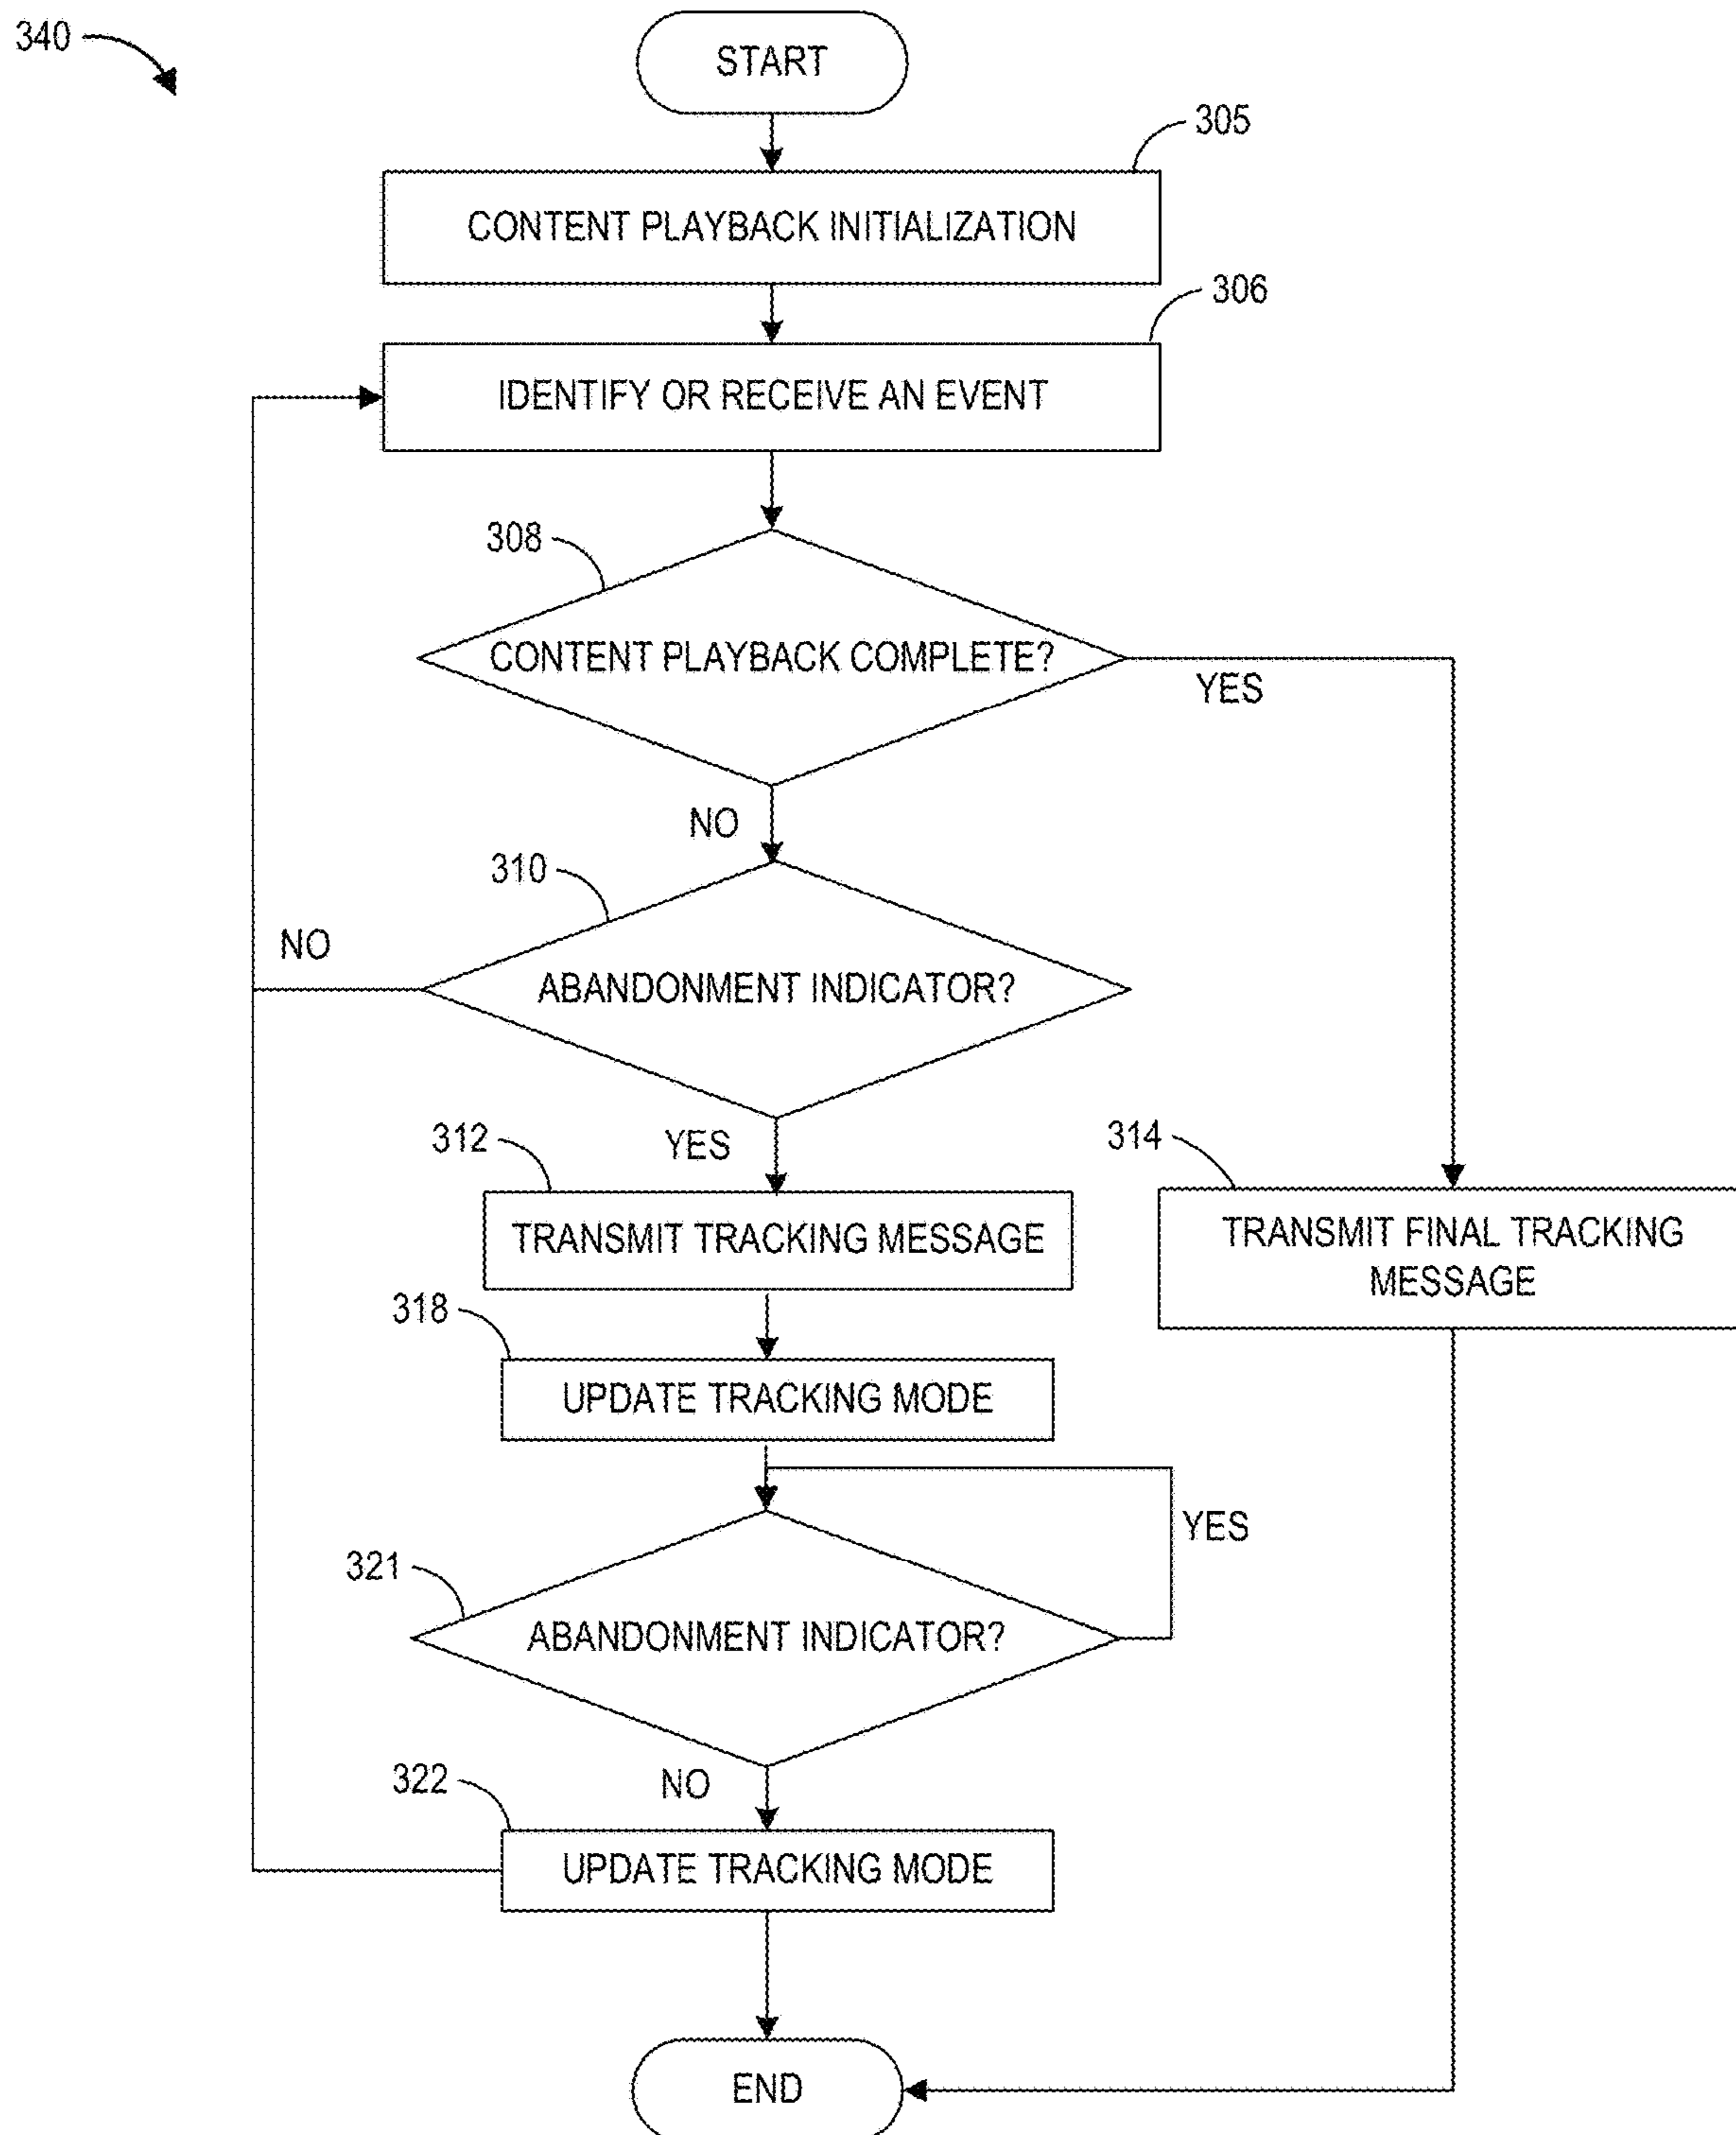 340
START
305
CONTENT PLAYBACK INITIALIZATION
306
IDENTIFY OR RECEIVE AN EVENT
308
CONTENT PLAYBACK COMPLETE?
YES
NO
310
NO
ABANDONMENT INDICATOR?
YES
312
TRANSMIT TRACKING MESSAGE
314
TRANSMIT FINAL TRACKING
MESSAGE
318
UPDATE TRACKING MODE
YES
321
ABANDONMENT INDICATOR?
NO
322
UPDATE TRACKING MODE
END